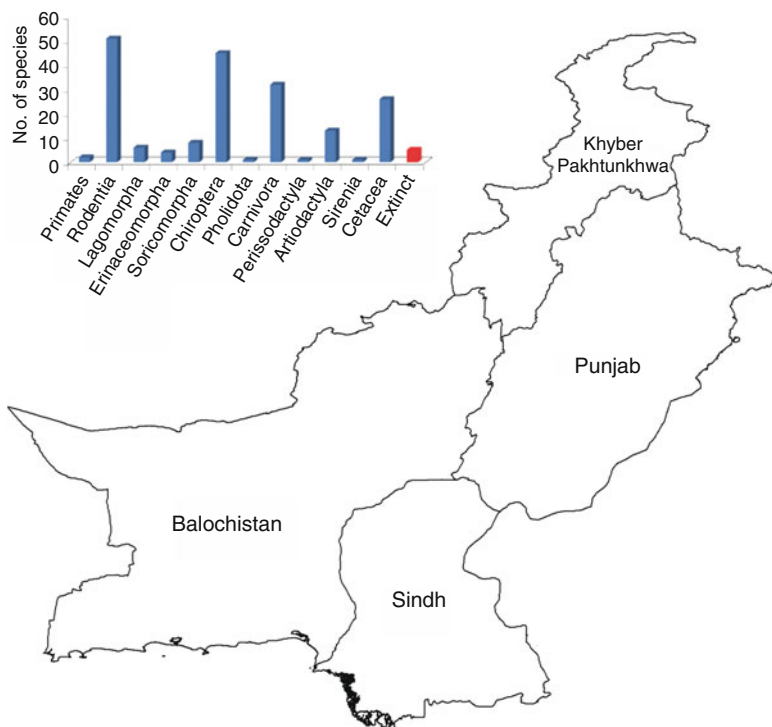 No. of species
60
50
40
30
20
10
0
Primates
Rodentia
Lagomorpha
Erinaceomorpha
Soricomorpha
Chiroptera
Pholidota
Carnivora
Perissodactyla
Artiodactyla
Sirenia
Cetacea
Extinct
Khyber
Pakhtunkhwa
Punjab
Balochistan
Sindh